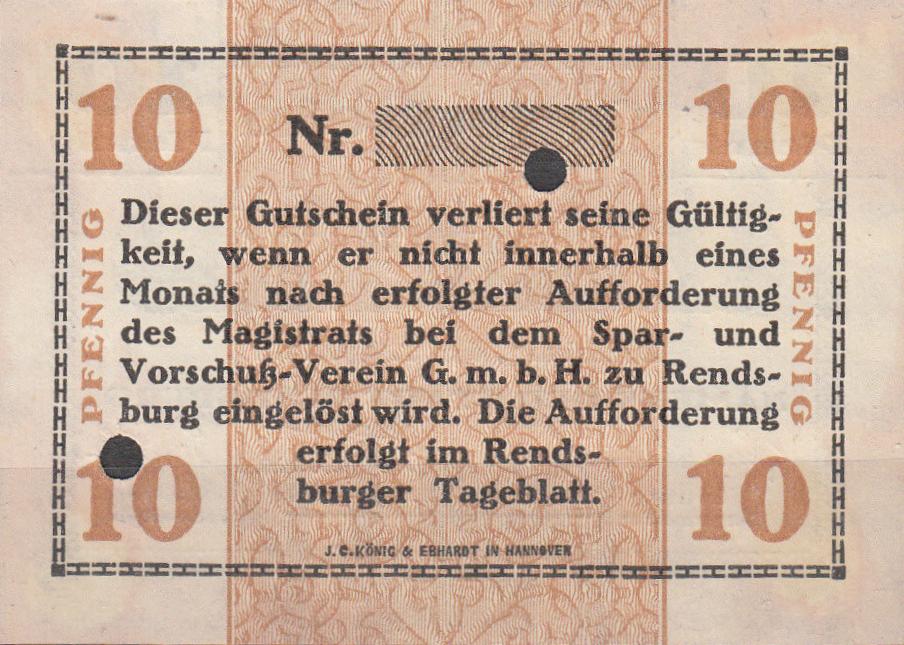 10 10
Nr.
PFENNIG
Dieser Gutschein verliert seine Gültig-
keit, wenn er nicht innerhalb eines
Monats nach erfolgter Aufforderung
des Magistrats bei dem Spar- und
Vorschuß-Verein G. m. b. H. zu Rends-
burg eingelöst wird. Die Aufforderung
erfolgt im Rends-
burger Tageblatt.
PFENNIG
10 10
J. C. KÖNIG & EBHARDT IN HANNOVER